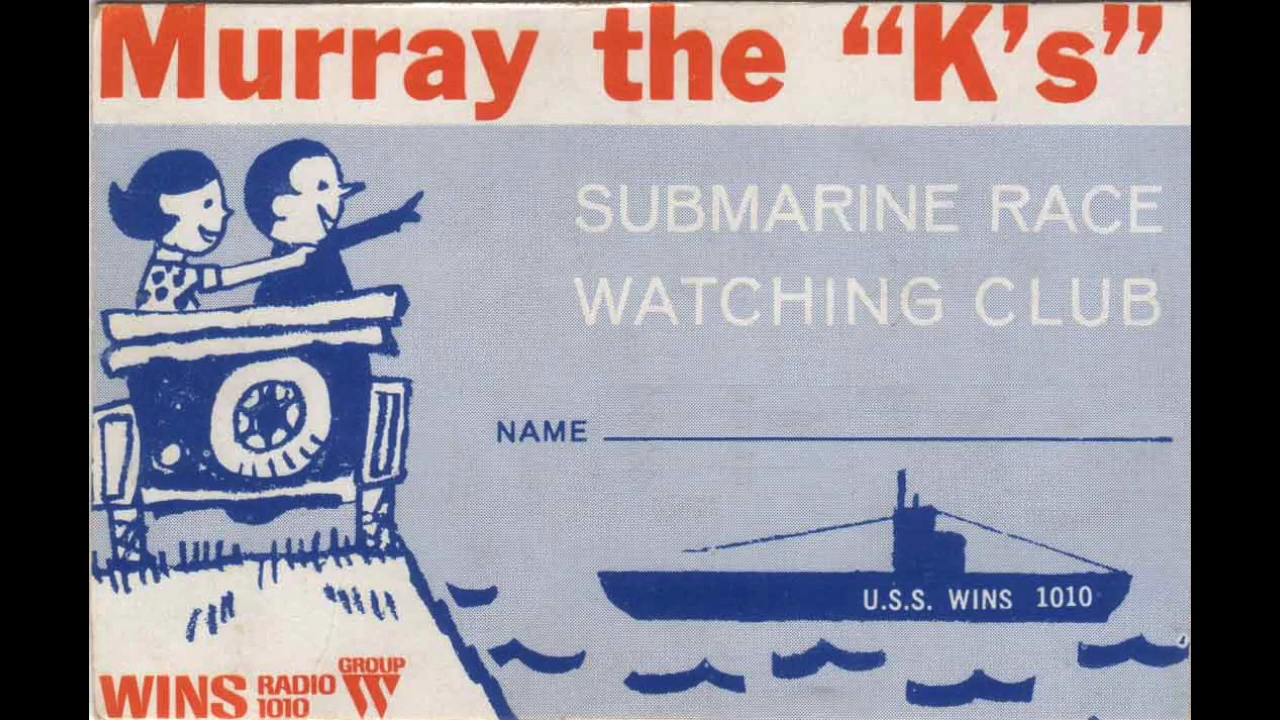 Murray the “K’s”
SUBMARINE RACE
WATCHING CLUB
NAME
U.S.S. WINS 1010
WINS RADIO 1010
GROUP W